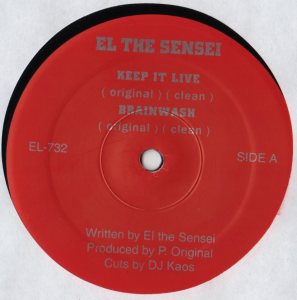 EL THE SENSEI
KEEP IT LIVE
( original ) ( clean )
BRAINWASH
( original ) ( clean )
EL-732
SIDE A
Written by El the Sensei
Produced by P. Original
Cuts by DJ Kaos